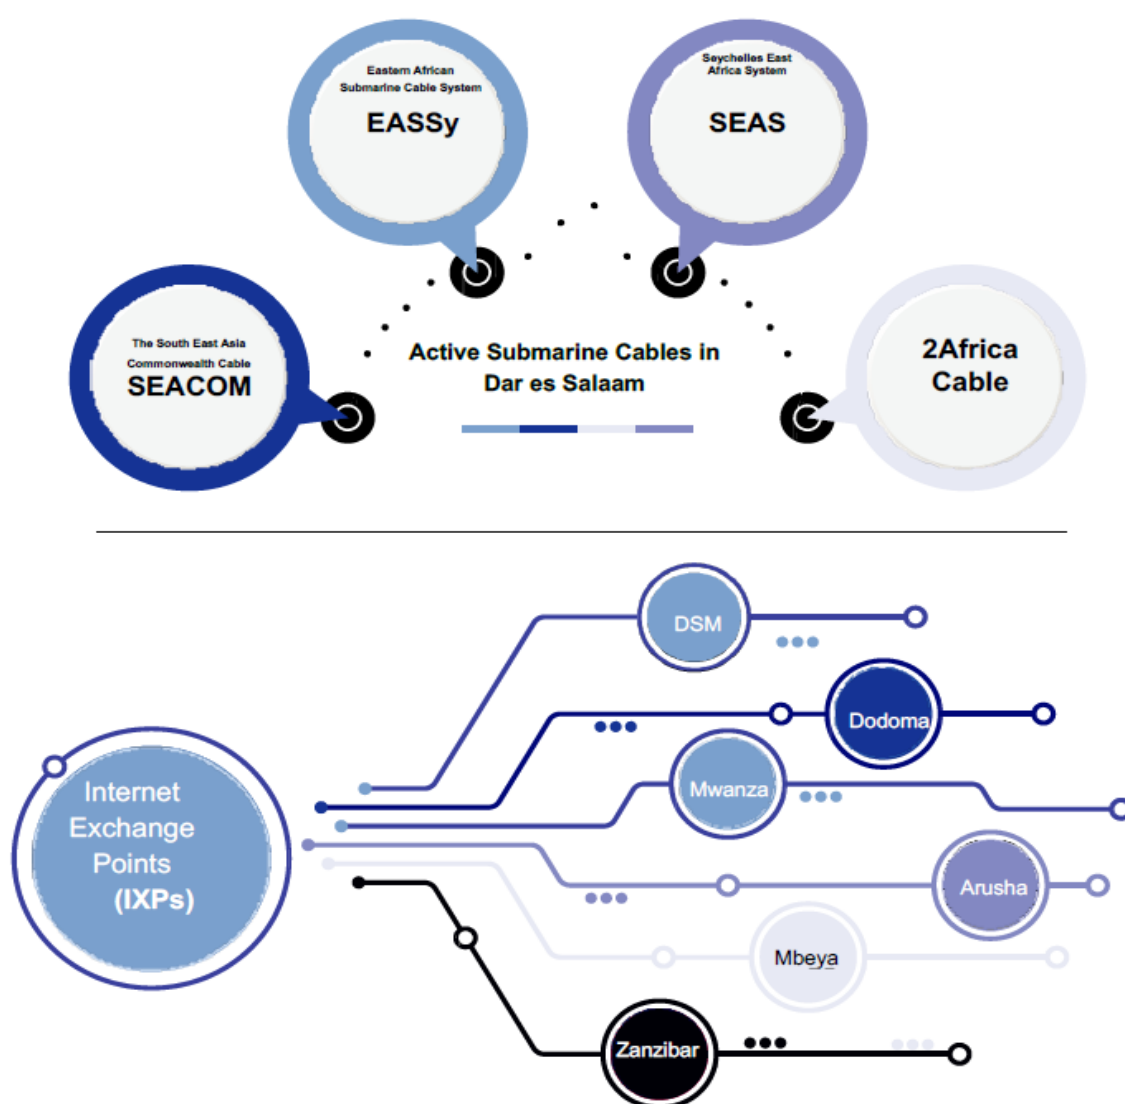 Eastern African
Submarine Cable System
EASSy
Seychelles East
Africa System
SEAS
The South East Asia
Commonwealth Cable
SEACOM
2Africa
Cable
Active Submarine Cables in
Dar es Salaam
Internet
Exchange
Points
(IXPs)
DSM
Dodoma
Mwanza
Arusha
Mbeya
Zanzibar